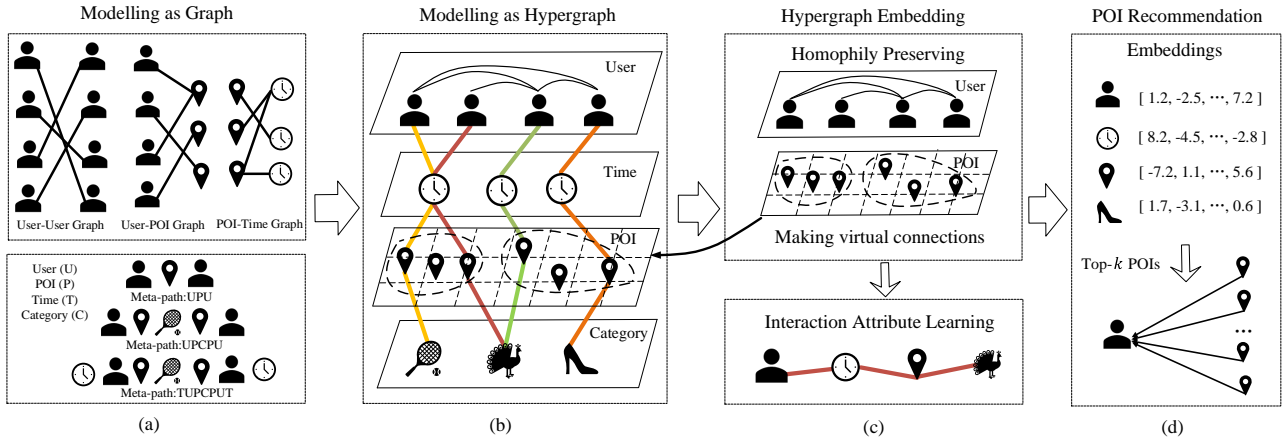 Modelling as Graph
User-User Graph
User-POI Graph
POI-Time Graph
User (U)
POI (P)
Time (T)
Category (C)
Meta-path:UPU
Meta-path:UPCPU
Meta-path:TUPCPUT
(a)
Modelling as Hypergraph
User
Time
POI
Category
(b)
Hypergraph Embedding
Homophily Preserving
User
POI
Making virtual connections
Interaction Attribute Learning
(c)
POI Recommendation
Embeddings
[ 1.2, -2.5, ···, 7.2 ]
[ 8.2, -4.5, ···, -2.8 ]
[ -7.2, 1.1, ···, 5.6 ]
[ 1.7, -3.1, ···, 0.6 ]
Top-k POIs
...
(d)